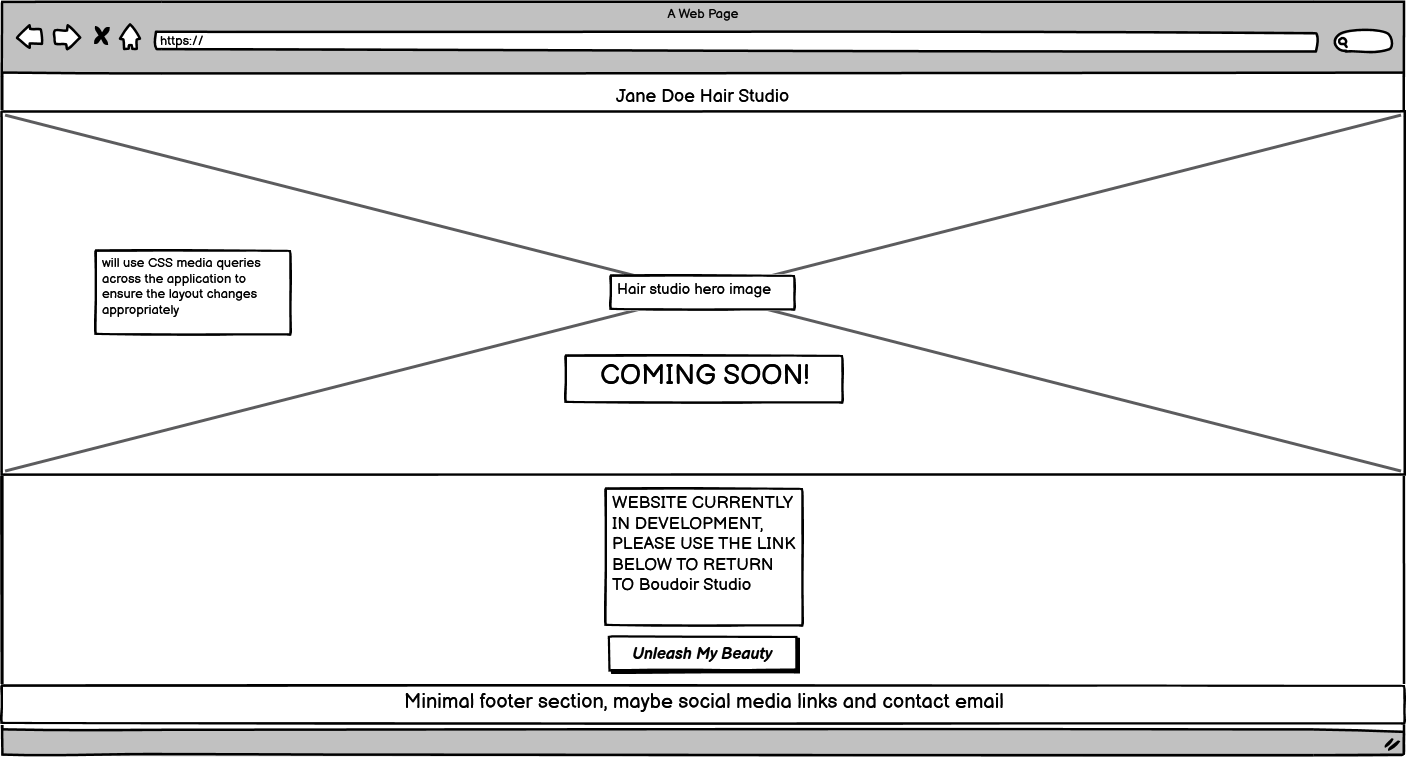 A Web Page
https://
Jane Doe Hair Studio
will use CSS media queries
across the application to
ensure the layout changes
appropriately
Hair studio hero image
COMING SOON!
WEBSITE CURRENTLY
IN DEVELOPMENT,
PLEASE USE THE LINK
BELOW TO RETURN
TO Boudoir Studio
Unleash My Beauty
Minimal footer section, maybe social media links and contact email